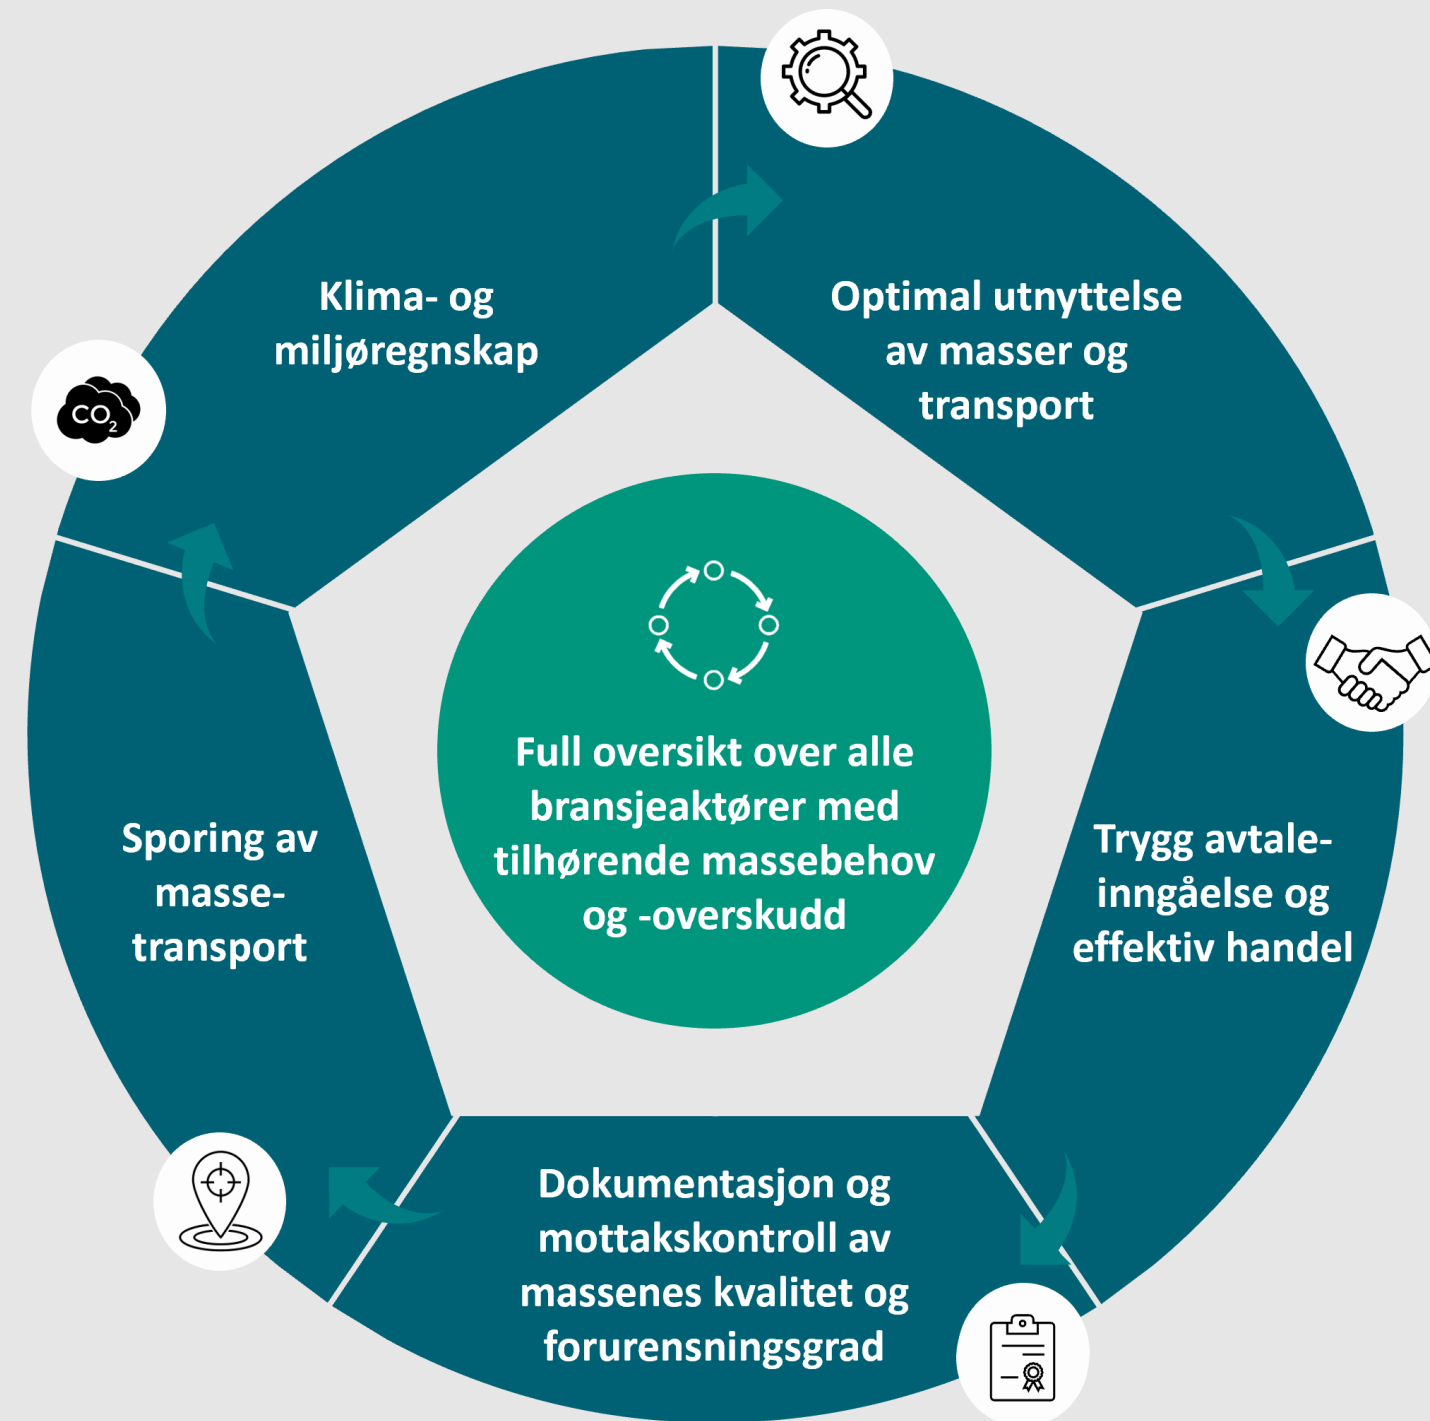 Klima- og
miljøregnskap
Optimal utnyttelse
av masser og
transport
CO2
Full oversikt over alle
bransjeaktører med
tilhørende massebehov
og -overskudd
Sporing av
masse-
transport
Trygg avtale-
inngåelse og
effektiv handel
Dokumentasjon og
mottakskontroll av
massenes kvalitet og
forurensningsgrad